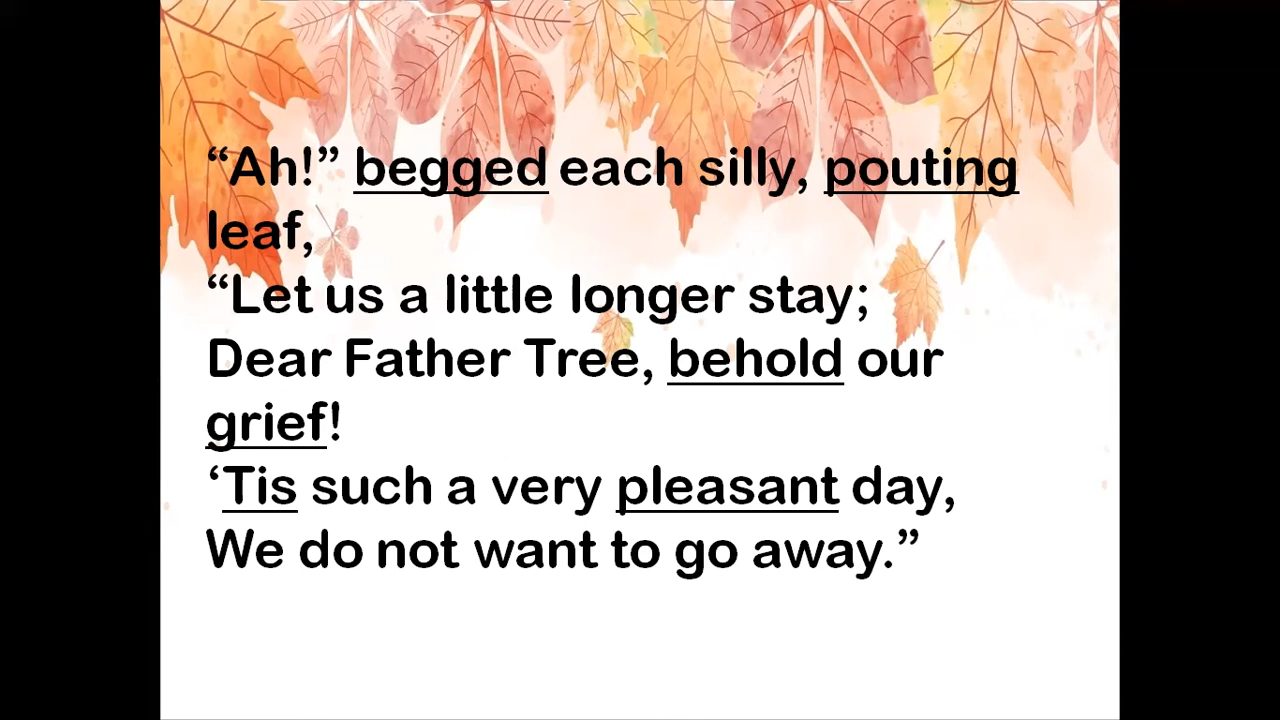 “Ah!” begged each silly, pouting
leaf,
“Let us a little longer stay;
Dear Father Tree, behold our
grief!
‘Tis such a very pleasant day,
We do not want to go away.”